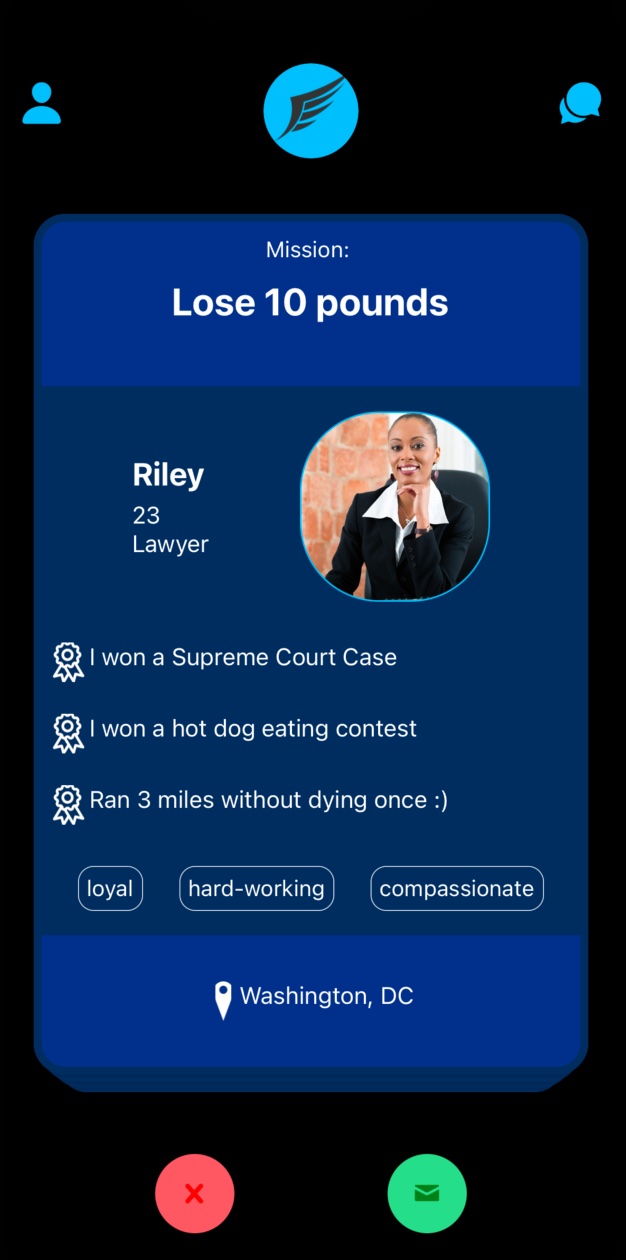 Mission:
Lose 10 pounds
Riley
23
Lawyer
I won a Supreme Court Case
I won a hot dog eating contest
Ran 3 miles without dying once :)
loyal hard-working compassionate
Washington, DC